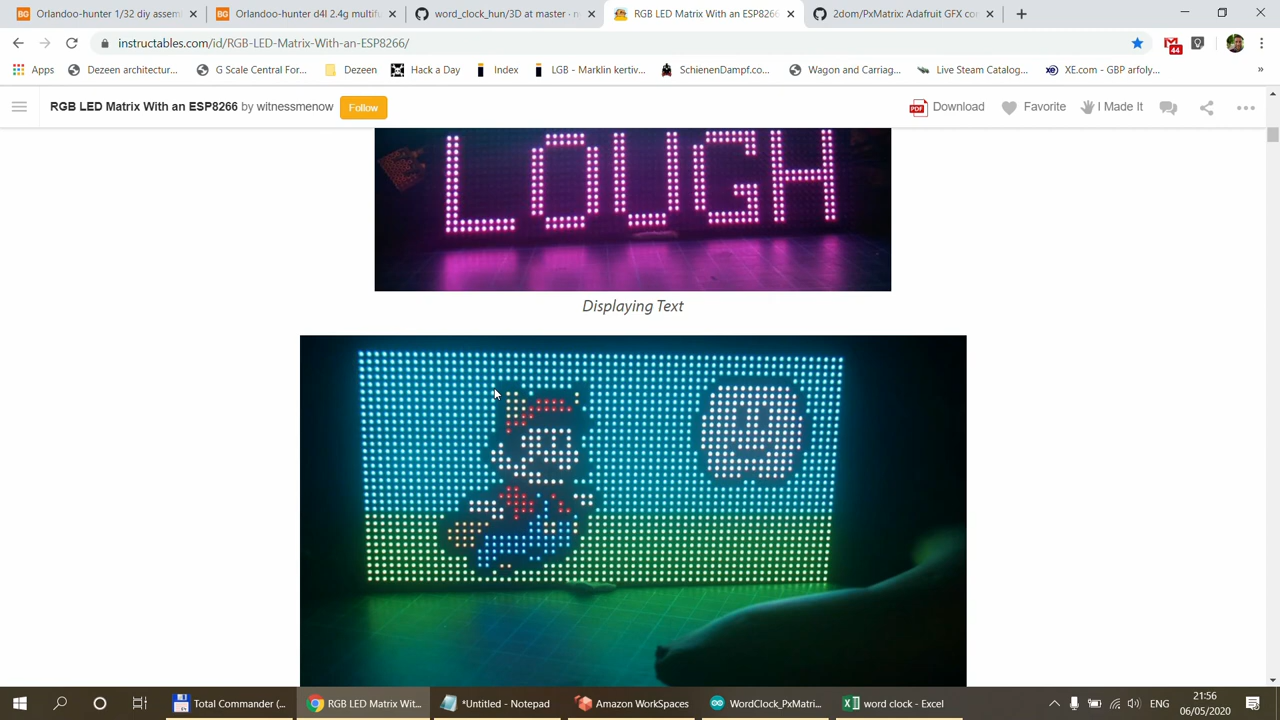 Orlandoo-hunter 1/32 diy assem
Orlandoo-hunter d4l 2.4g multifu
word_clock_hun/3D at master · n
RGB LED Matrix With an ESP8266
2dom/PxMatrix: Adafruit GFX co
instructables.com/id/RGB-LED-Matrix-With-an-ESP8266/
44
Apps
Dezeen architectur...
G Scale Central For...
Dezeen
Hack a Day
Index
LGB - Marklin kertiv...
SchienenDampf.co...
Wagon and Carriag...
Live Steam Catalog...
XE.com - GBP arfoly...
»
RGB LED Matrix With an ESP8266 by witnessmenow
Follow
PDF
Download
Favorite
I Made It
LOUGH
Displaying Text
Total Commander (...
RGB LED Matrix Wit...
*Untitled - Notepad
Amazon WorkSpaces
WordClock_PxMatri...
word clock - Excel
ENG
21:56
06/05/2020